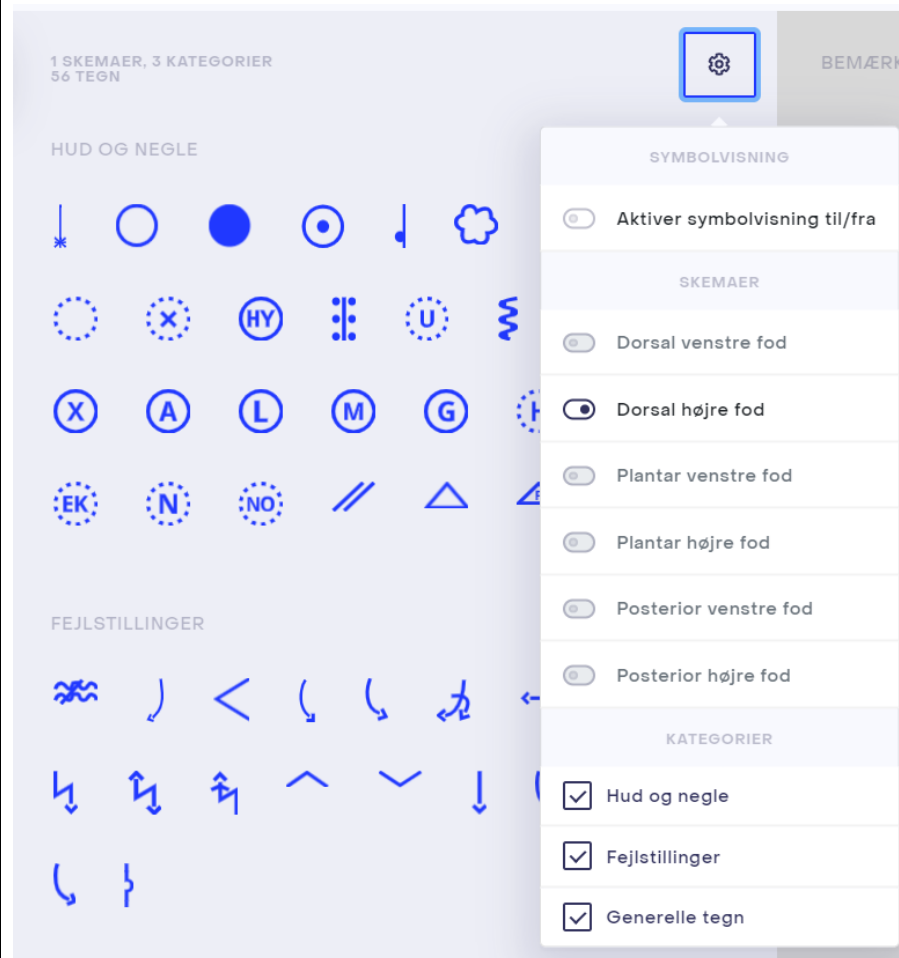 1 SKEMAER, 3 KATEGORIER
56 TEGN
BEMÆRK
HUD OG NEGLE
HY
U
X A L M G H
EK N NO
FEJLSTILLINGER
SYMBOLVISNING
Aktiver symbolvisning til/fra
SKEMAER
Dorsal venstre fod
Dorsal højre fod
Plantar venstre fod
Plantar højre fod
Posterior venstre fod
Posterior højre fod
KATEGORIER
Hud og negle
Fejlstillinger
Generelle tegn